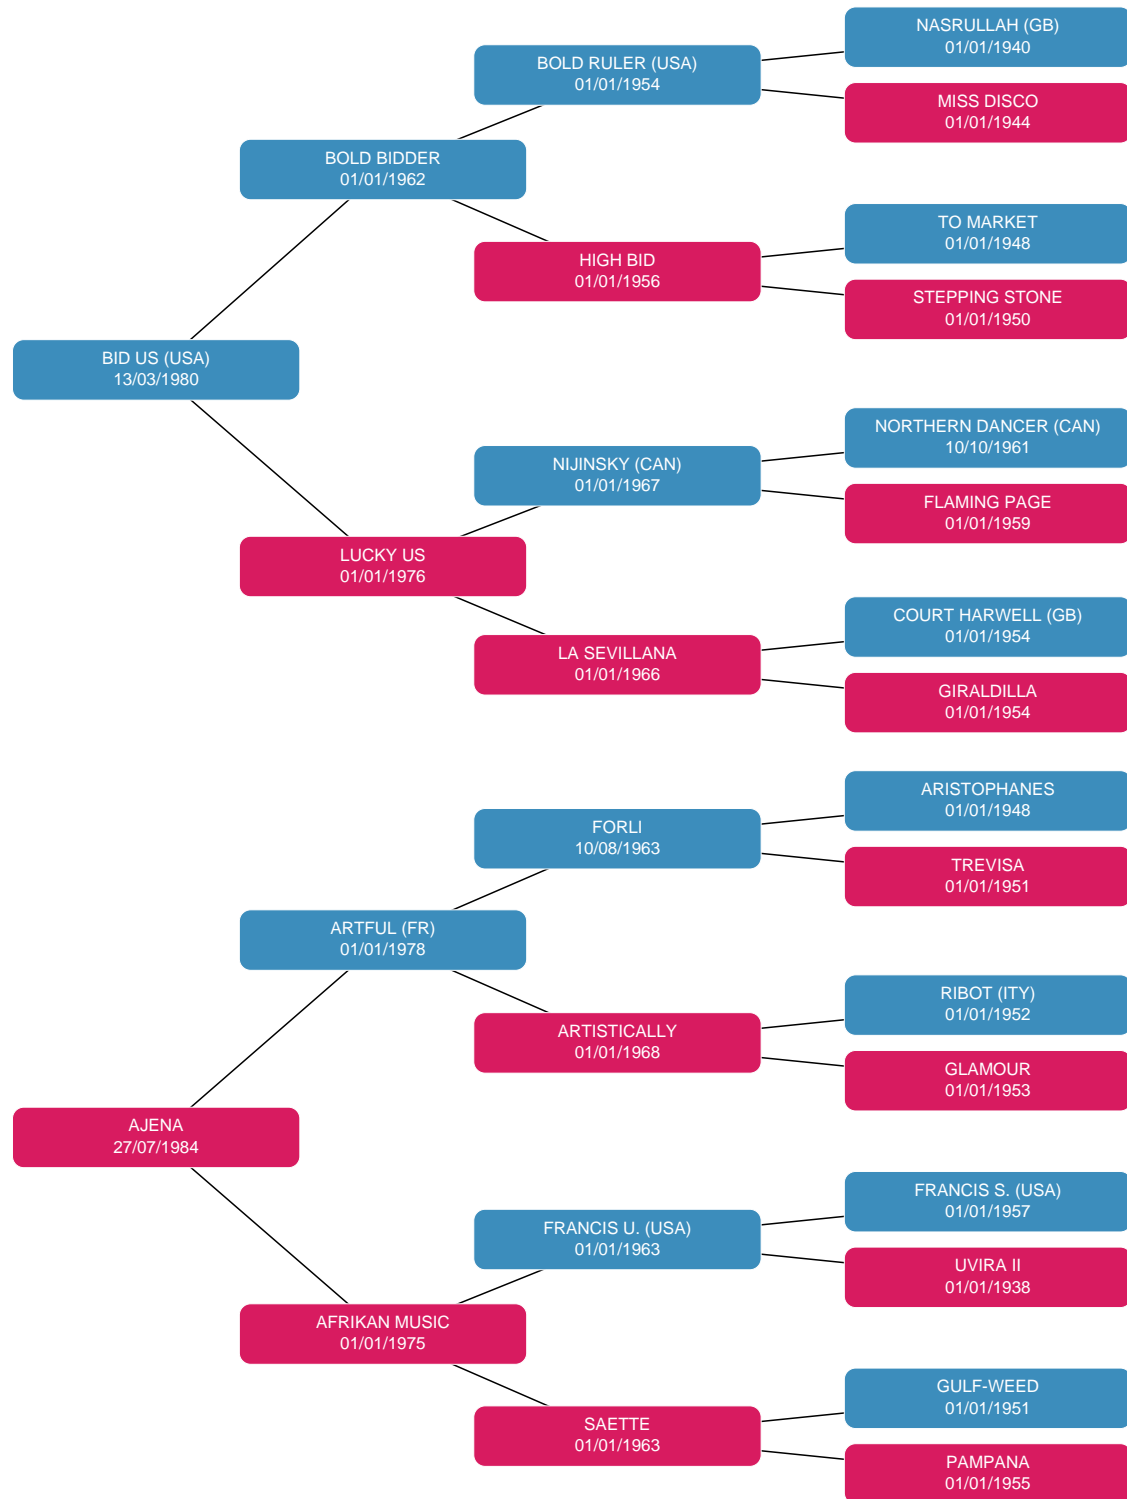 NASRULLAH (GB)
01/01/1940
BOLD RULER (USA)
01/01/1954
MISS DISCO
01/01/1944
BOLD BIDDER
01/01/1962
TO MARKET
01/01/1948
HIGH BID
01/01/1956
STEPPING STONE
01/01/1950
BID US (USA)
13/03/1980
NORTHERN DANCER (CAN)
10/10/1961
NIJINSKY (CAN)
01/01/1967
FLAMING PAGE
01/01/1959
LUCKY US
01/01/1976
COURT HARWELL (GB)
01/01/1954
LA SEVILLANA
01/01/1966
GIRALDILLA
01/01/1954
ARISTOPHANES
01/01/1948
FORLI
10/08/1963
TREVISA
01/01/1951
ARTFUL (FR)
01/01/1978
RIBOT (ITY)
01/01/1952
ARTISTICALLY
01/01/1968
GLAMOUR
01/01/1953
AJENA
27/07/1984
FRANCIS S. (USA)
01/01/1957
FRANCIS U. (USA)
01/01/1963
UVIRA II
01/01/1938
AFRIKAN MUSIC
01/01/1975
GULF-WEED
01/01/1951
SAETTE
01/01/1963
PAMPANA
01/01/1955